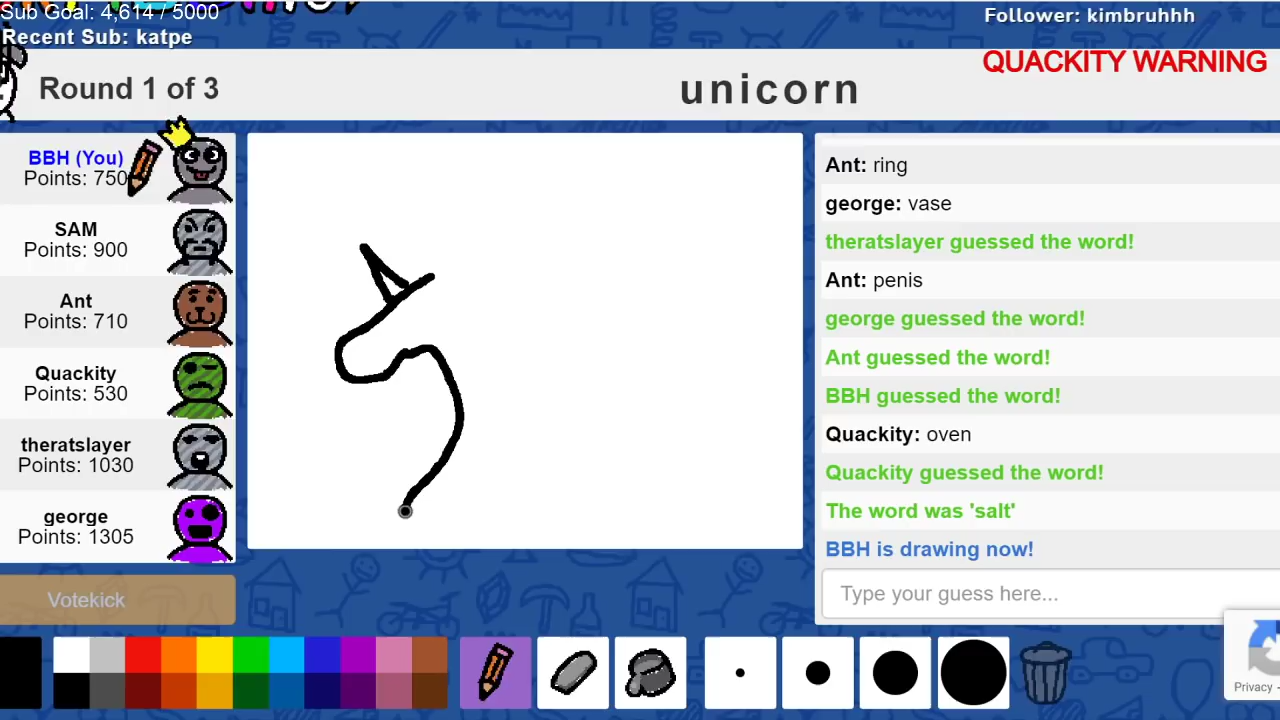 Sub Goal: 4,614 / 5000
Recent Sub: katpe
Follower: kimbruhhh
QUACKITY WARNING
Round 1 of 3
unicorn
BBH (You)
Points: 750
SAM
Points: 900
Ant
Points: 710
Quackity
Points: 530
theratslayer
Points: 1030
george
Points: 1305
Votekick
Ant: ring
george: vase
theratslayer guessed the word!
Ant: penis
george guessed the word!
Ant guessed the word!
BBH guessed the word!
Quackity: oven
Quackity guessed the word!
The word was 'salt'
BBH is drawing now!
Type your guess here...
Privacy -